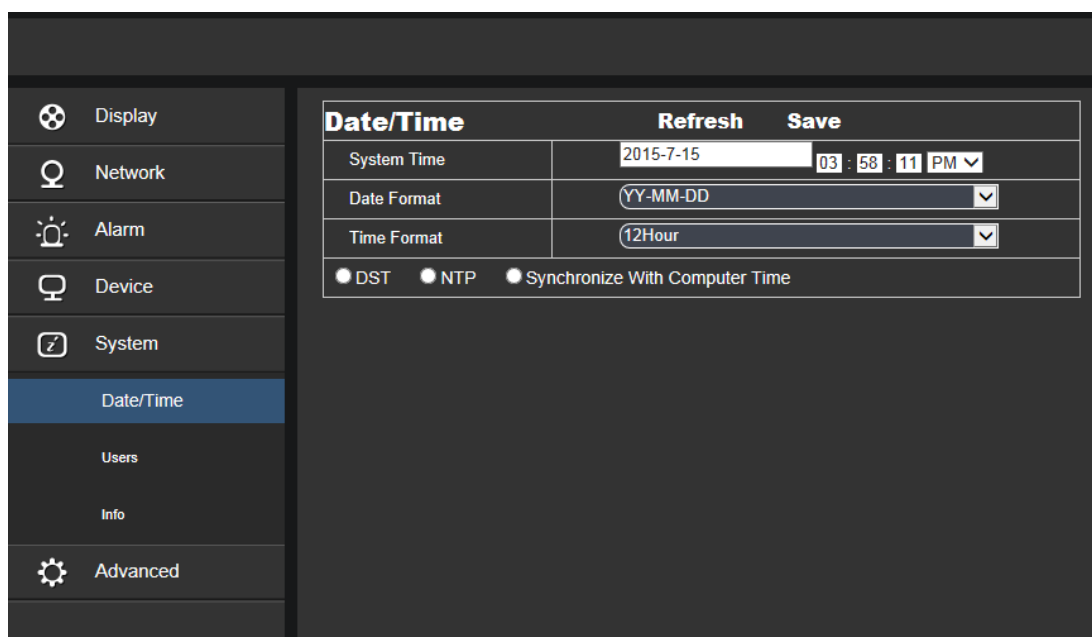 Display
Network
Alarm
Device
System
Date/Time
Users
Info
Advanced
Date/Time Refresh Save
System Time 2015-7-15 03 : 58 : 11 PM
Date Format YY-MM-DD
Time Format 12Hour
DST NTP Synchronize With Computer Time